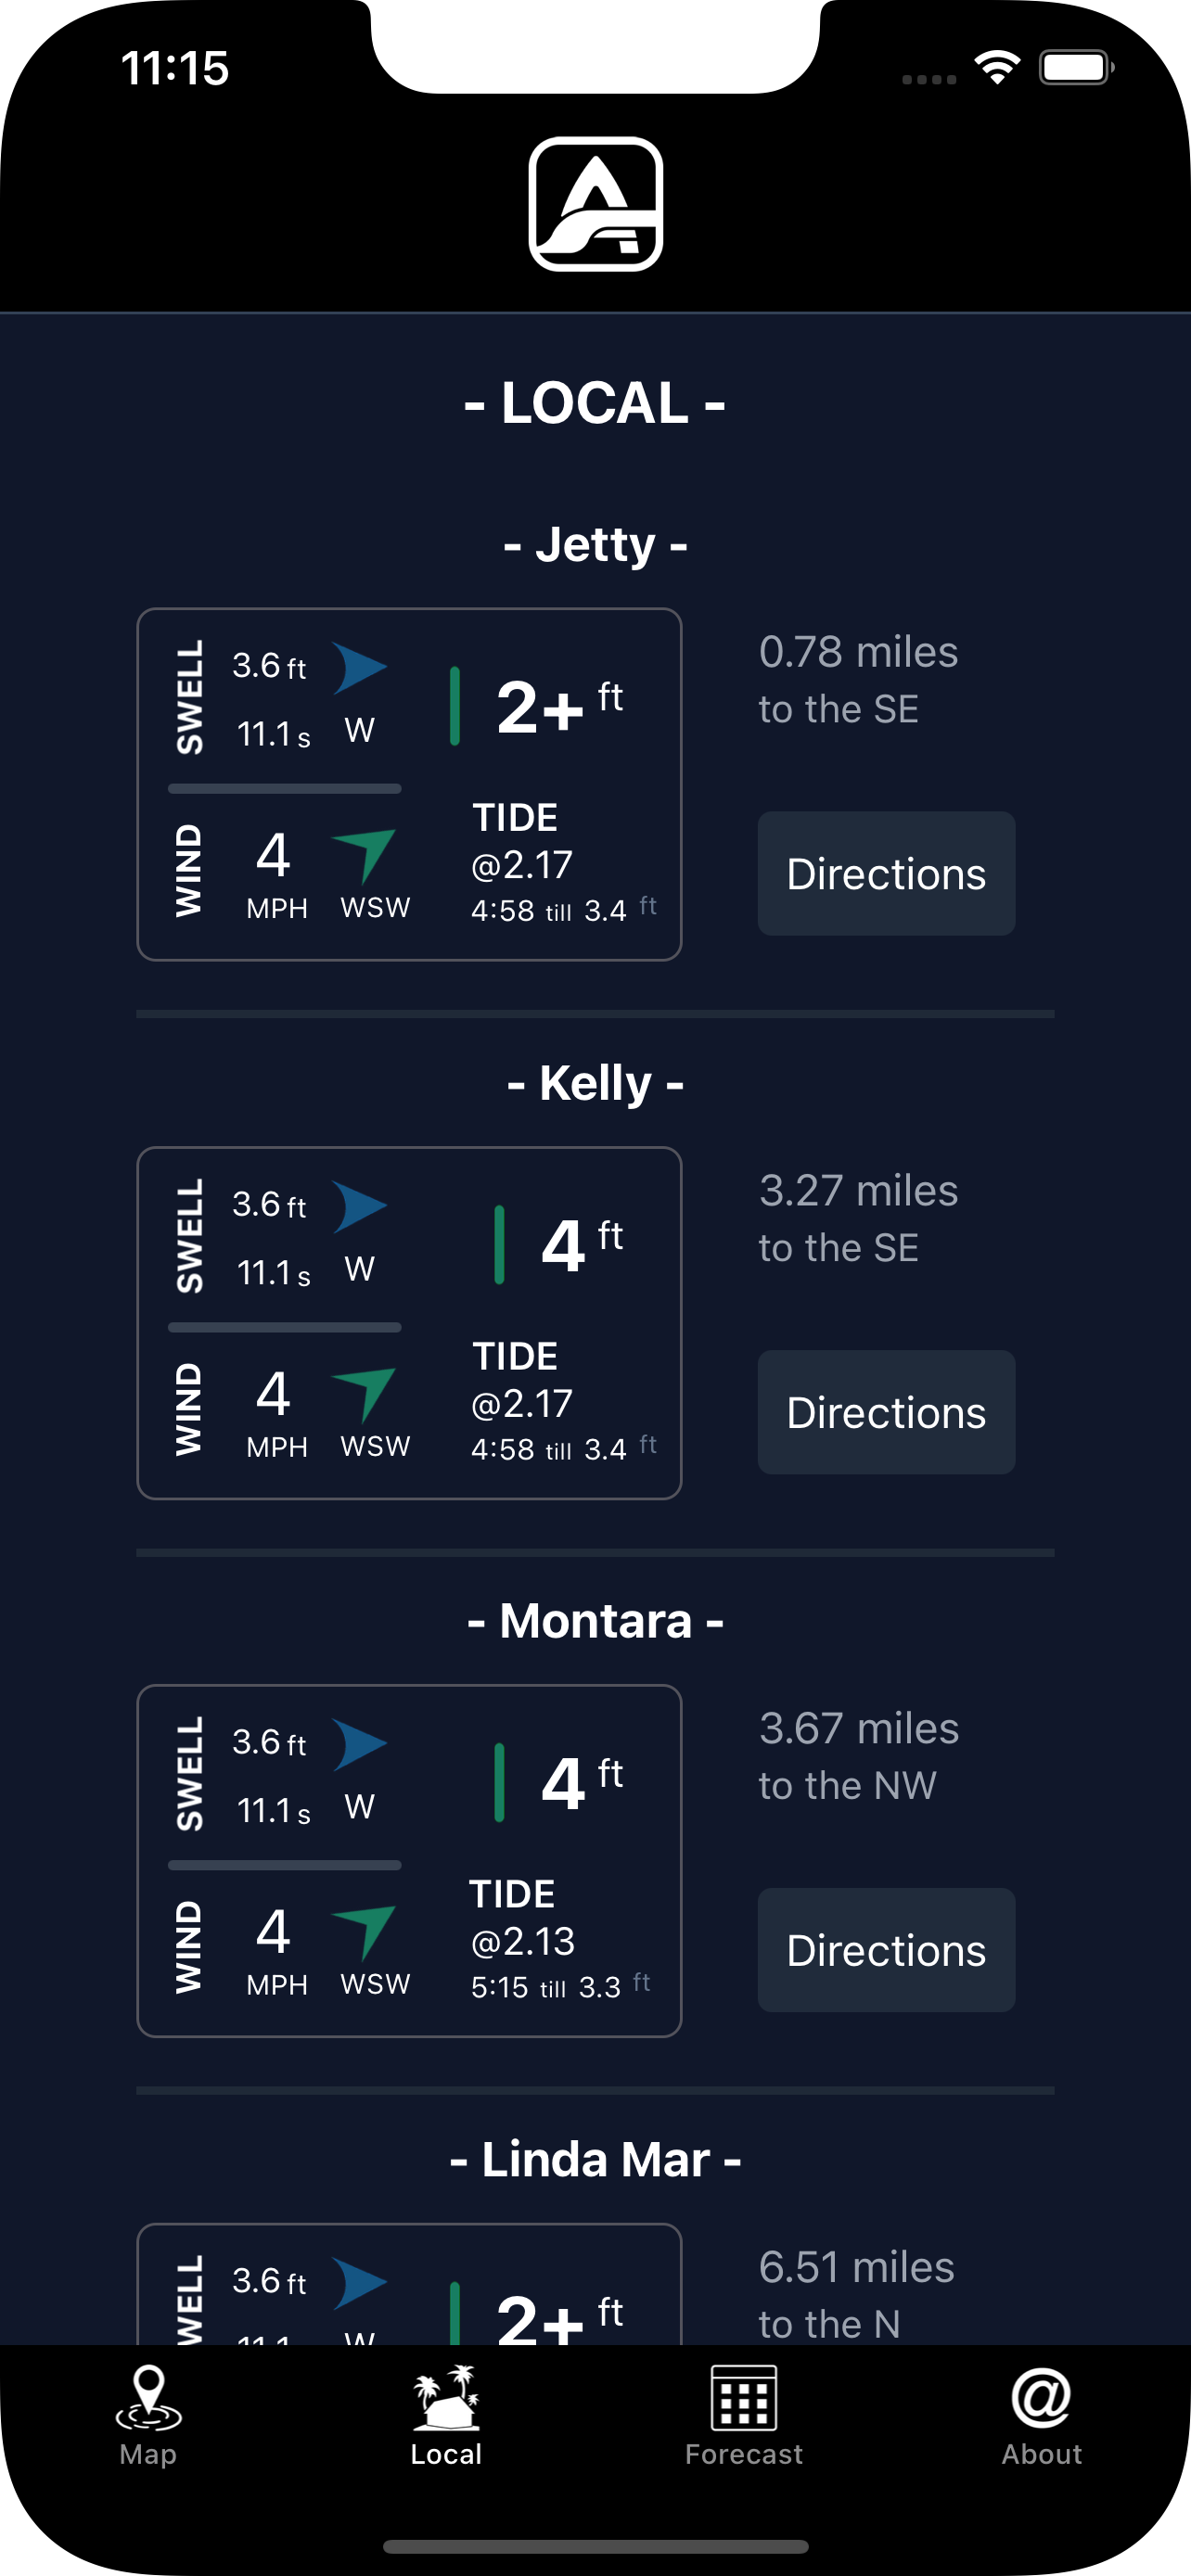 11:15
- LOCAL -
- Jetty -
SWELL
3.6 ft
11.1 s W
2+ ft
WIND
4
MPH WSW
TIDE
@2.17
4:58 till 3.4 ft
0.78 miles
to the SE
Directions
- Kelly -
SWELL
3.6 ft
11.1 s W
4 ft
WIND
4
MPH WSW
TIDE
@2.17
4:58 till 3.4 ft
3.27 miles
to the SE
Directions
- Montara -
SWELL
3.6 ft
11.1 s W
4 ft
WIND
4
MPH WSW
TIDE
@2.13
5:15 till 3.3 ft
3.67 miles
to the NW
Directions
- Linda Mar -
3.6 ft
2+ ft
6.51 miles
to the N
Map
Local
Forecast
@
About